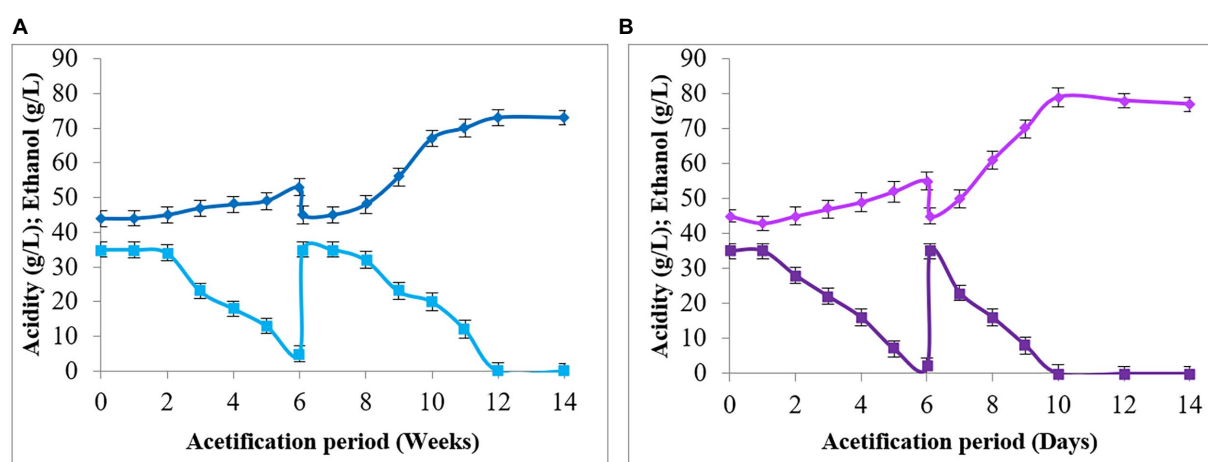 A
B
Acidity (g/L); Ethanol (g/L)
90
80
70
60
50
40
30
20
10
0
0 2 4 6 8 10 12 14
Acetification period (Weeks)
Acidity (g/L); Ethanol (g/L)
90
80
70
60
50
40
30
20
10
0
0 2 4 6 8 10 12 14
Acetification period (Days)